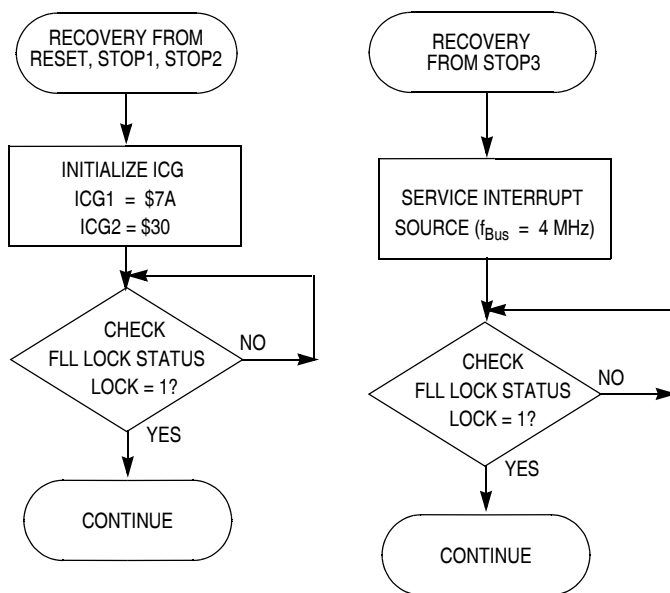 RECOVERY FROM
RESET, STOP1, STOP2
INITIALIZE ICG
ICG1 = $7A
ICG2 = $30
CHECK
FLL LOCK STATUS
LOCK = 1?
NO
YES
CONTINUE
RECOVERY
FROM STOP3
SERVICE INTERRUPT
SOURCE (fBus = 4 MHz)
CHECK
FLL LOCK STATUS
LOCK = 1?
NO
YES
CONTINUE